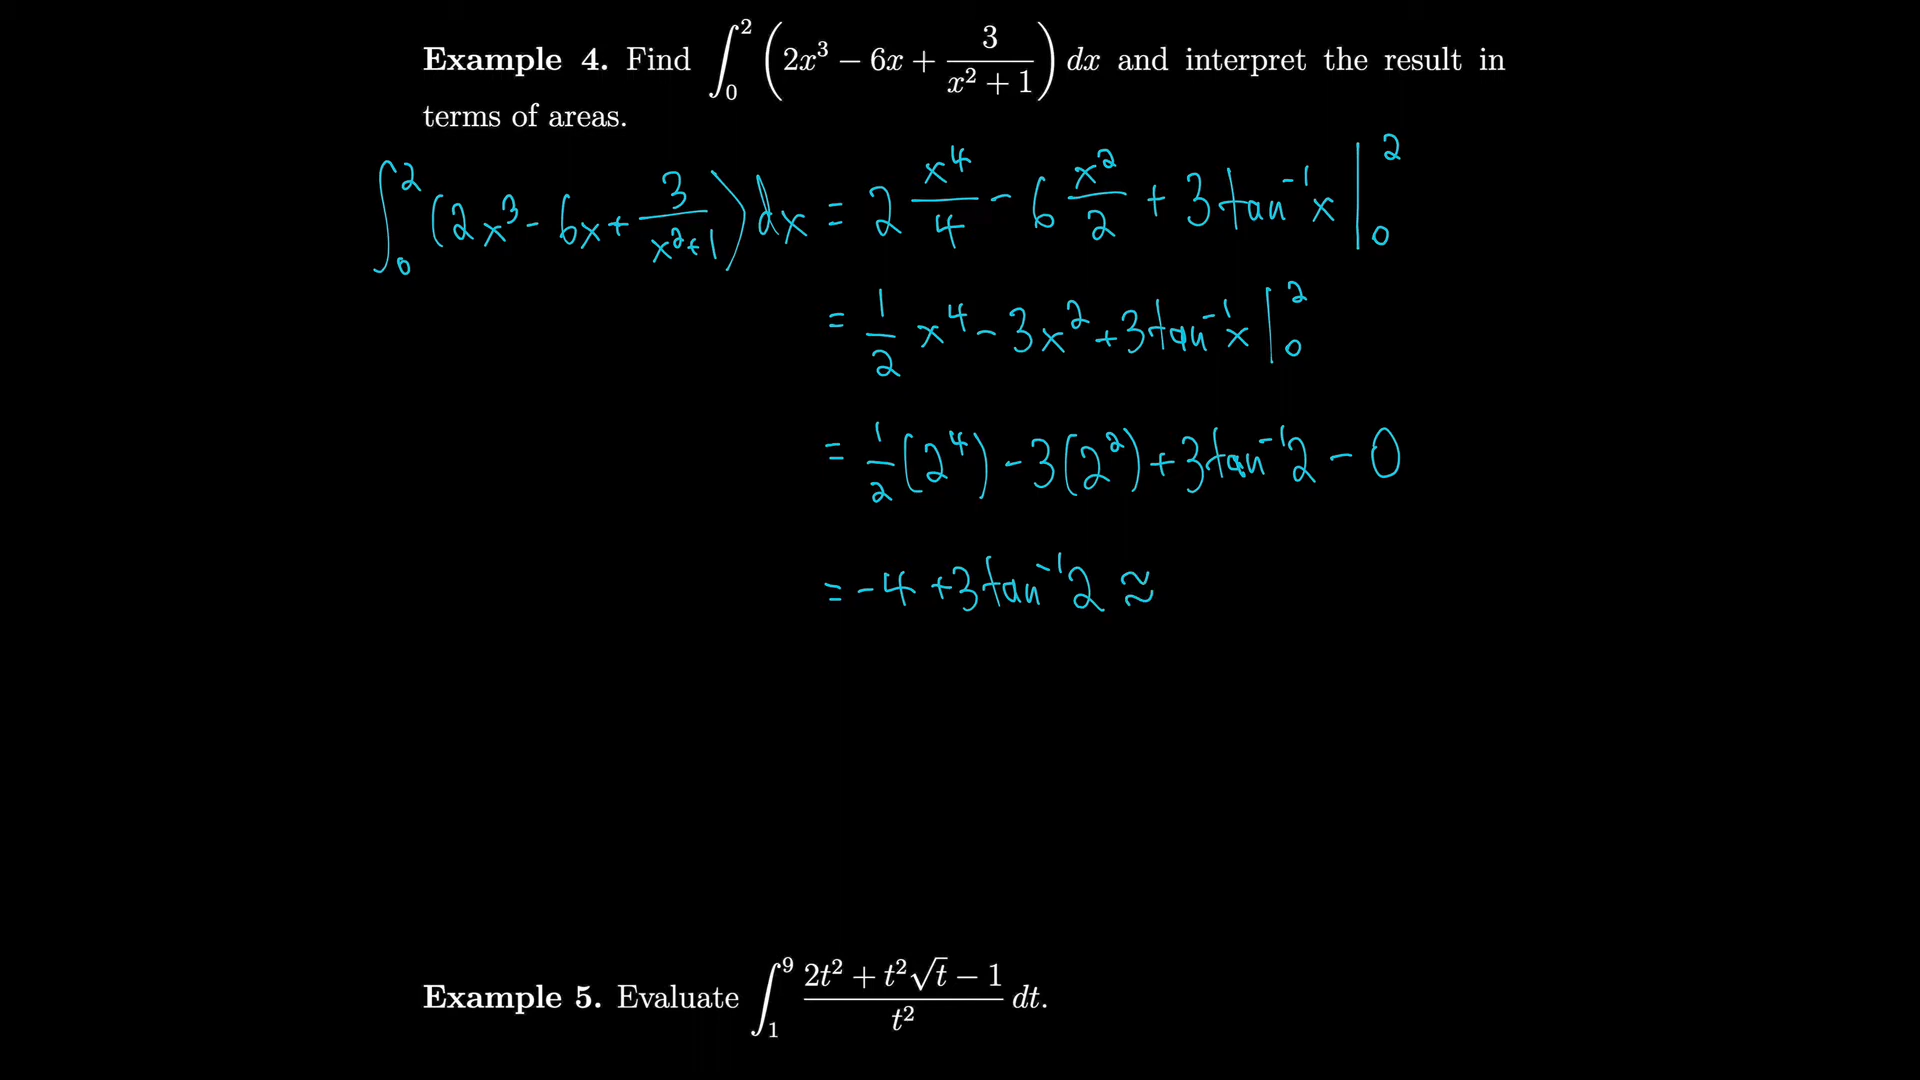 Example 4. Find ∫₀² (2x³ − 6x + 3/(x² + 1)) dx and interpret the result in
terms of areas.
∫₀² (2x³ - 6x + 3/(x²+1)) dx = 2 x⁴/4 - 6 x²/2 + 3 tan⁻¹x |₀²
= 1/2 x⁴ - 3x² + 3tan⁻¹x |₀²
= 1/2 (2⁴) - 3(2²) + 3tan⁻¹2 - 0
= -4 + 3tan⁻¹2 ≈
Example 5. Evaluate ∫₁⁹ (2t² + t²√t − 1)/t² dt.